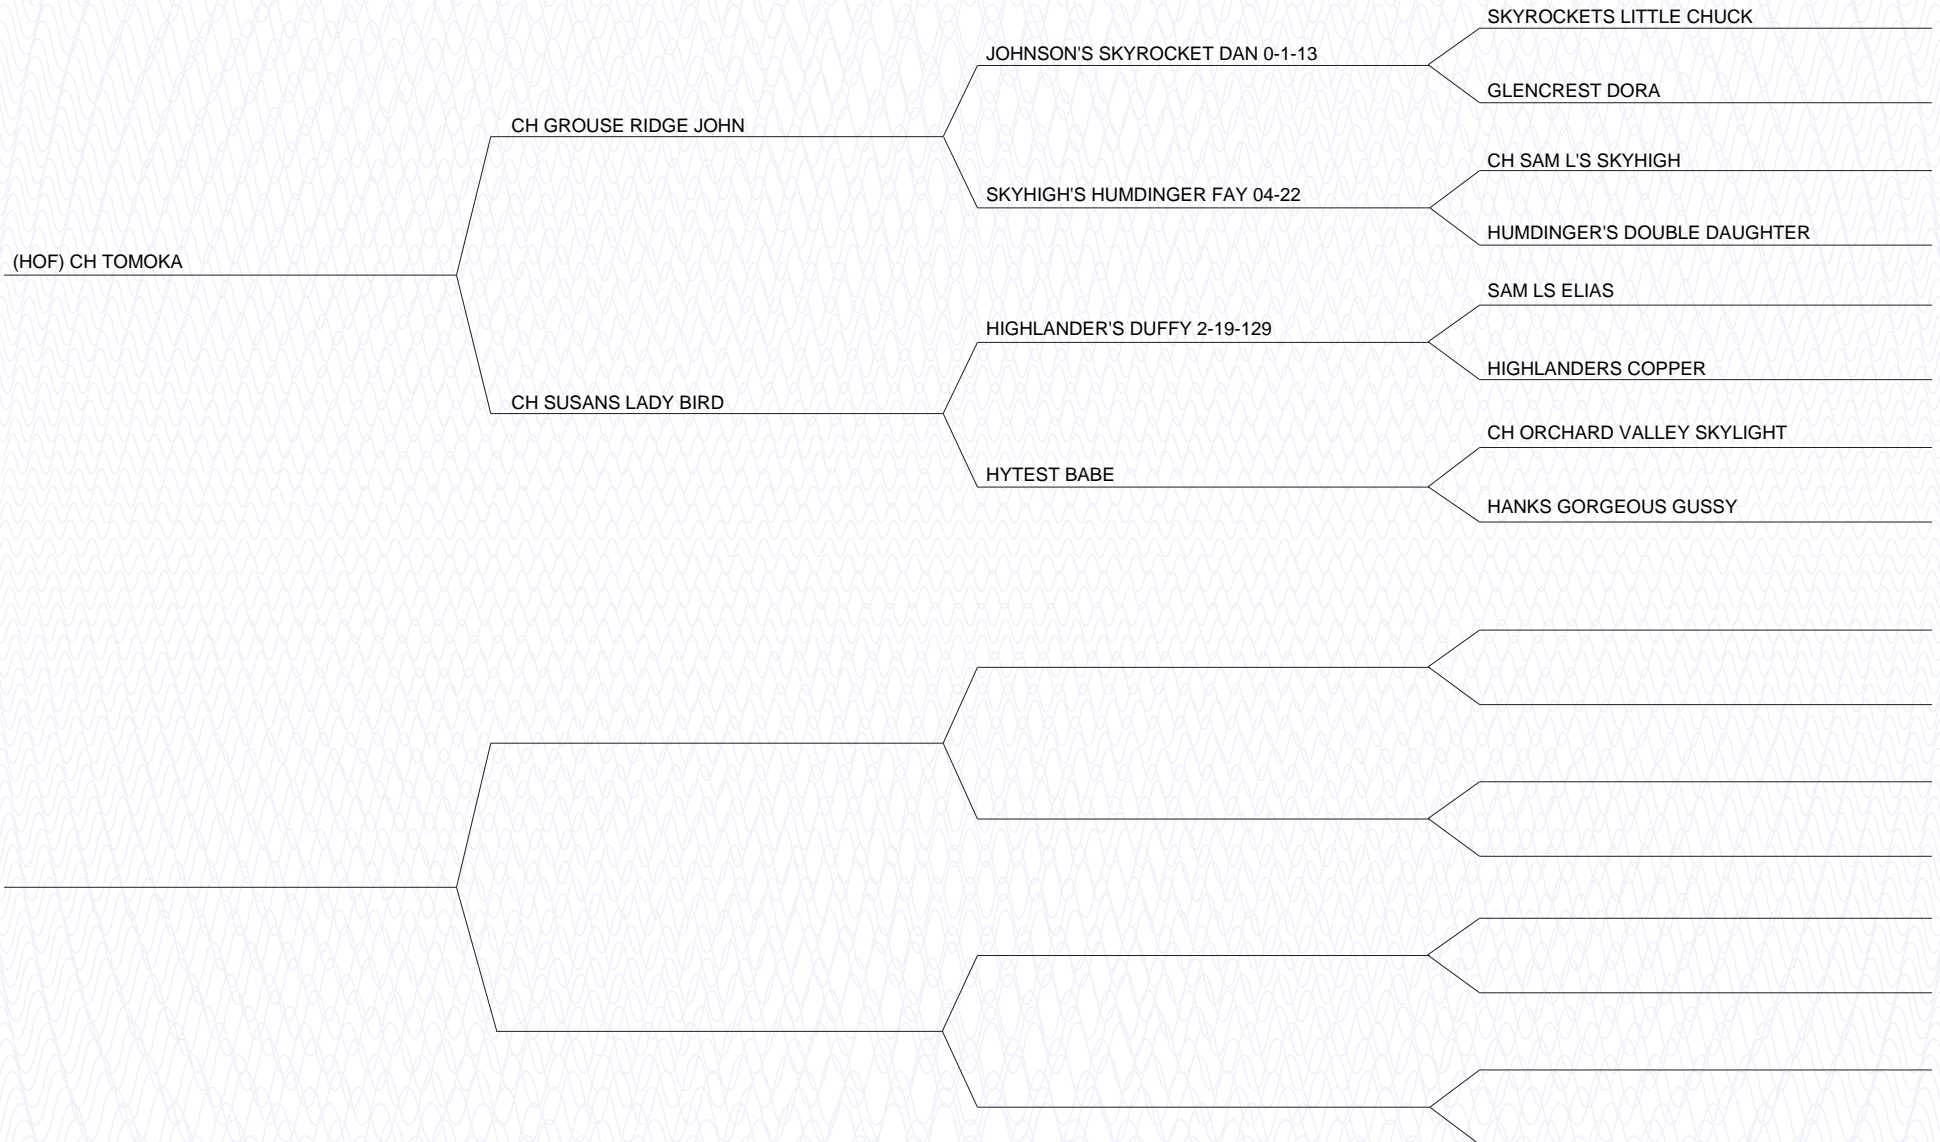 SKYROCKETS LITTLE CHUCK
JOHNSON'S SKYROCKET DAN 0-1-13
GLENCREST DORA
CH GROUSE RIDGE JOHN
CH SAM L'S SKYHIGH
SKYHIGH'S HUMDINGER FAY 04-22
HUMDINGER'S DOUBLE DAUGHTER
(HOF) CH TOMOKA
SAM LS ELIAS
HIGHLANDER'S DUFFY 2-19-129
HIGHLANDERS COPPER
CH SUSANS LADY BIRD
CH ORCHARD VALLEY SKYLIGHT
HYTEST BABE
HANKS GORGEOUS GUSSY